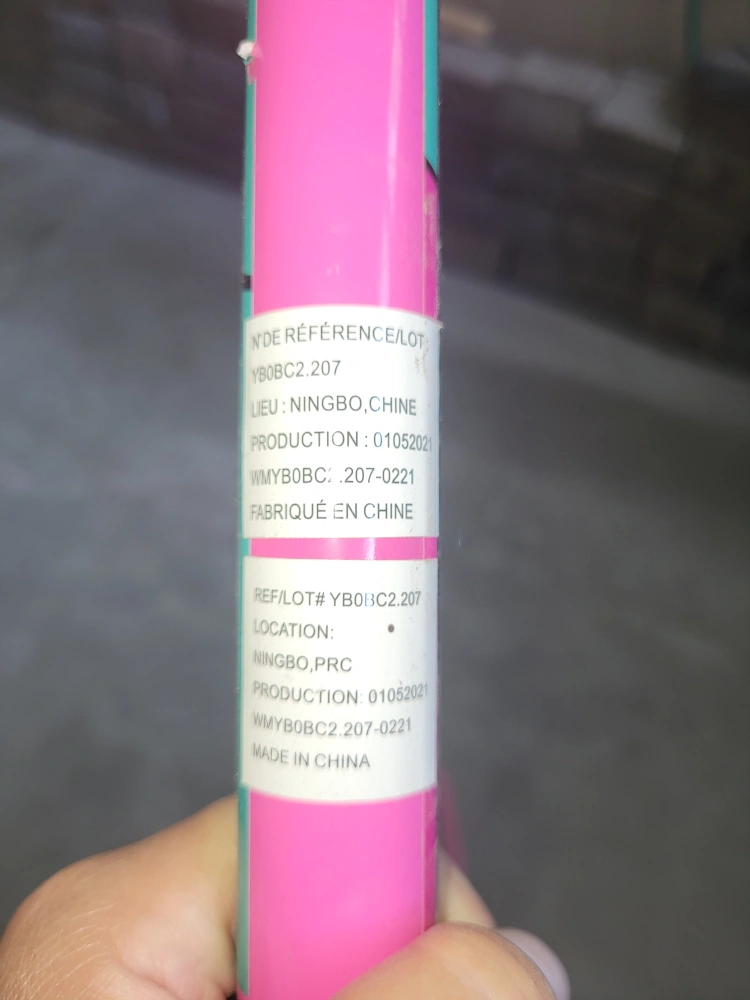 N° DE RÉFÉRENCE/LOT :
YB0BC2.207
LIEU : NINGBO,CHINE
PRODUCTION : 01052021
WMYB0BC2.207-0221
FABRIQUÉ EN CHINE
REF/LOT# YB0BC2.207
LOCATION:
NINGBO,PRC
PRODUCTION: 01052021
WMYB0BC2.207-0221
MADE IN CHINA